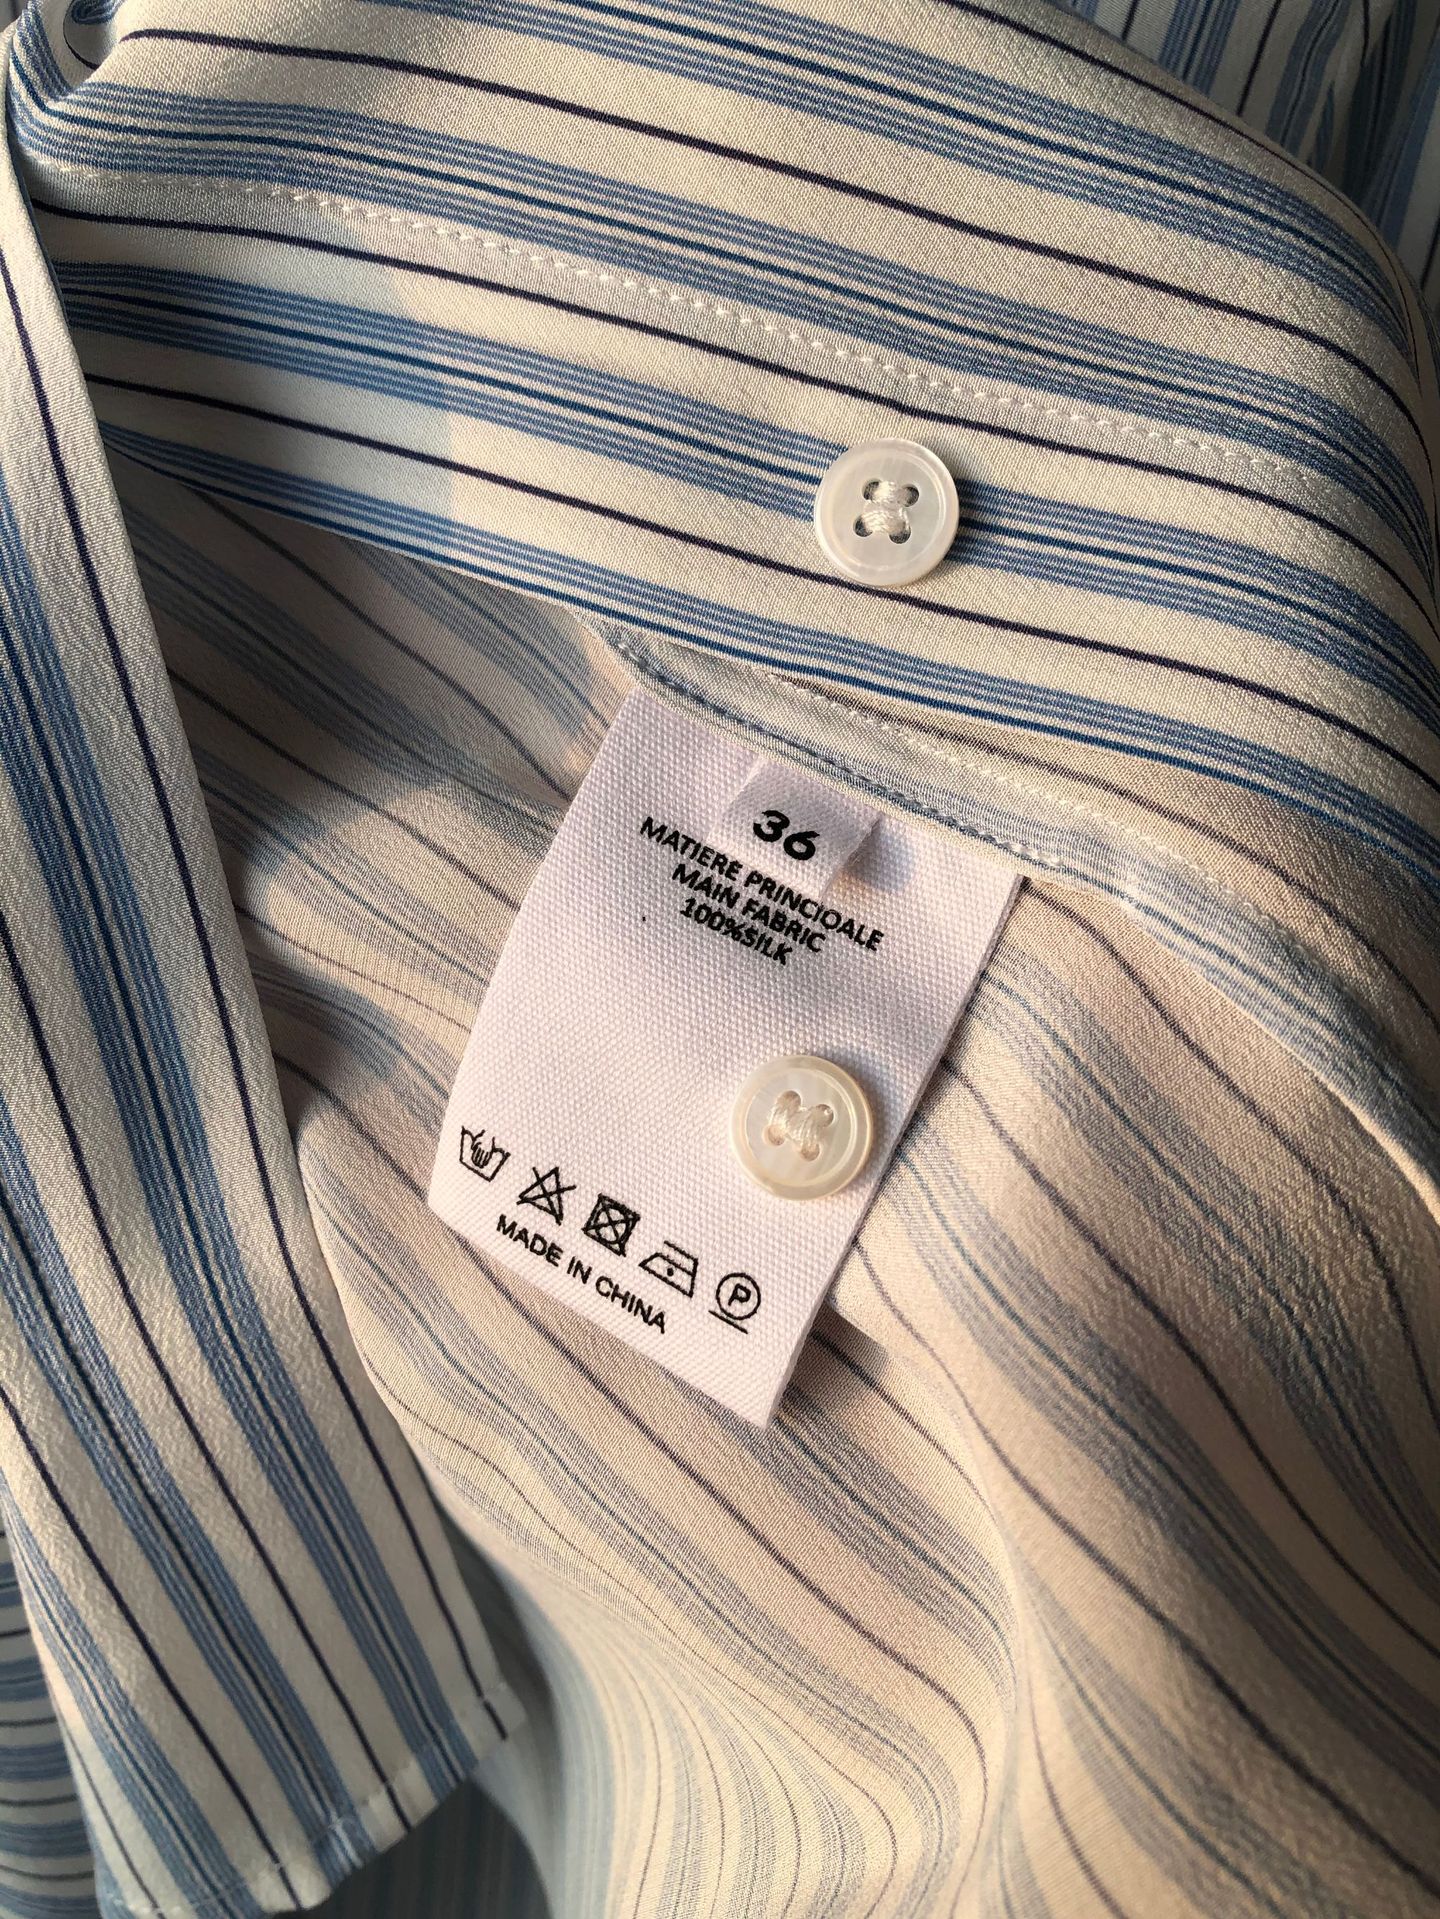 36
MATIERE PRINCIOALE
MAIN FABRIC
100%SILK
P
MADE IN CHINA